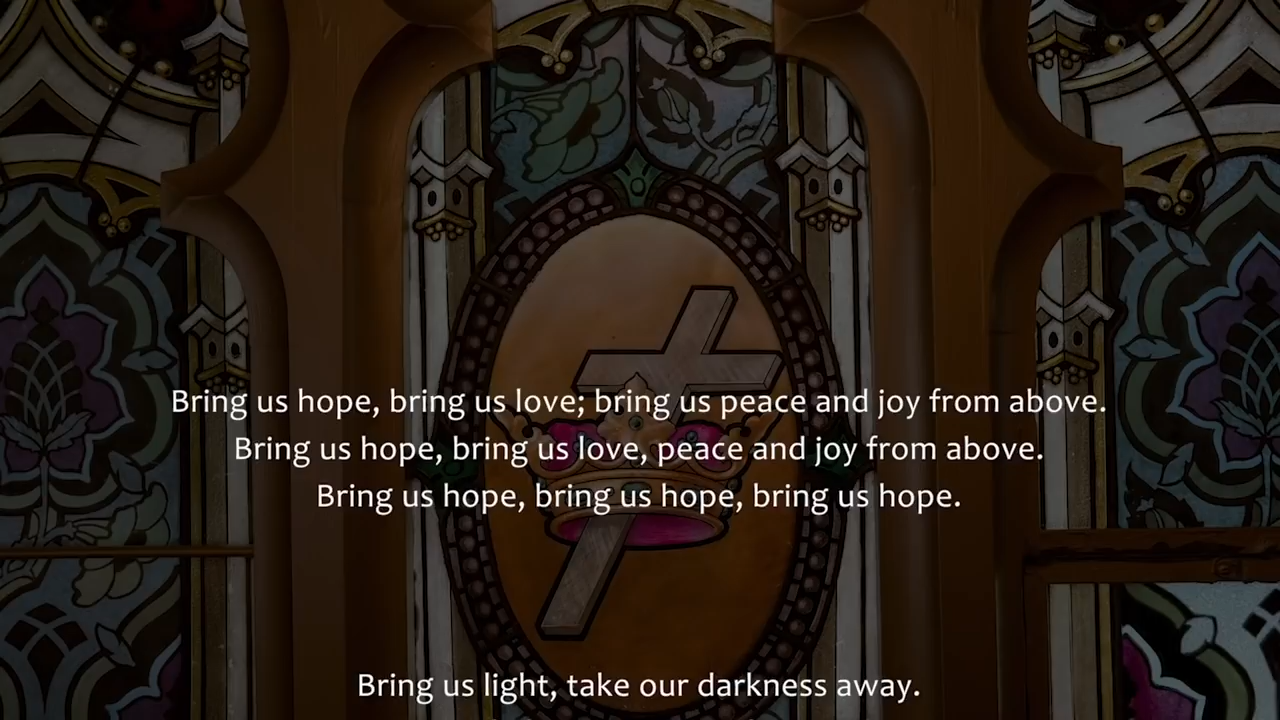 Bring us hope, bring us love; bring us peace and joy from above.
Bring us hope, bring us love, peace and joy from above.
Bring us hope, bring us hope, bring us hope.
Bring us light, take our darkness away.